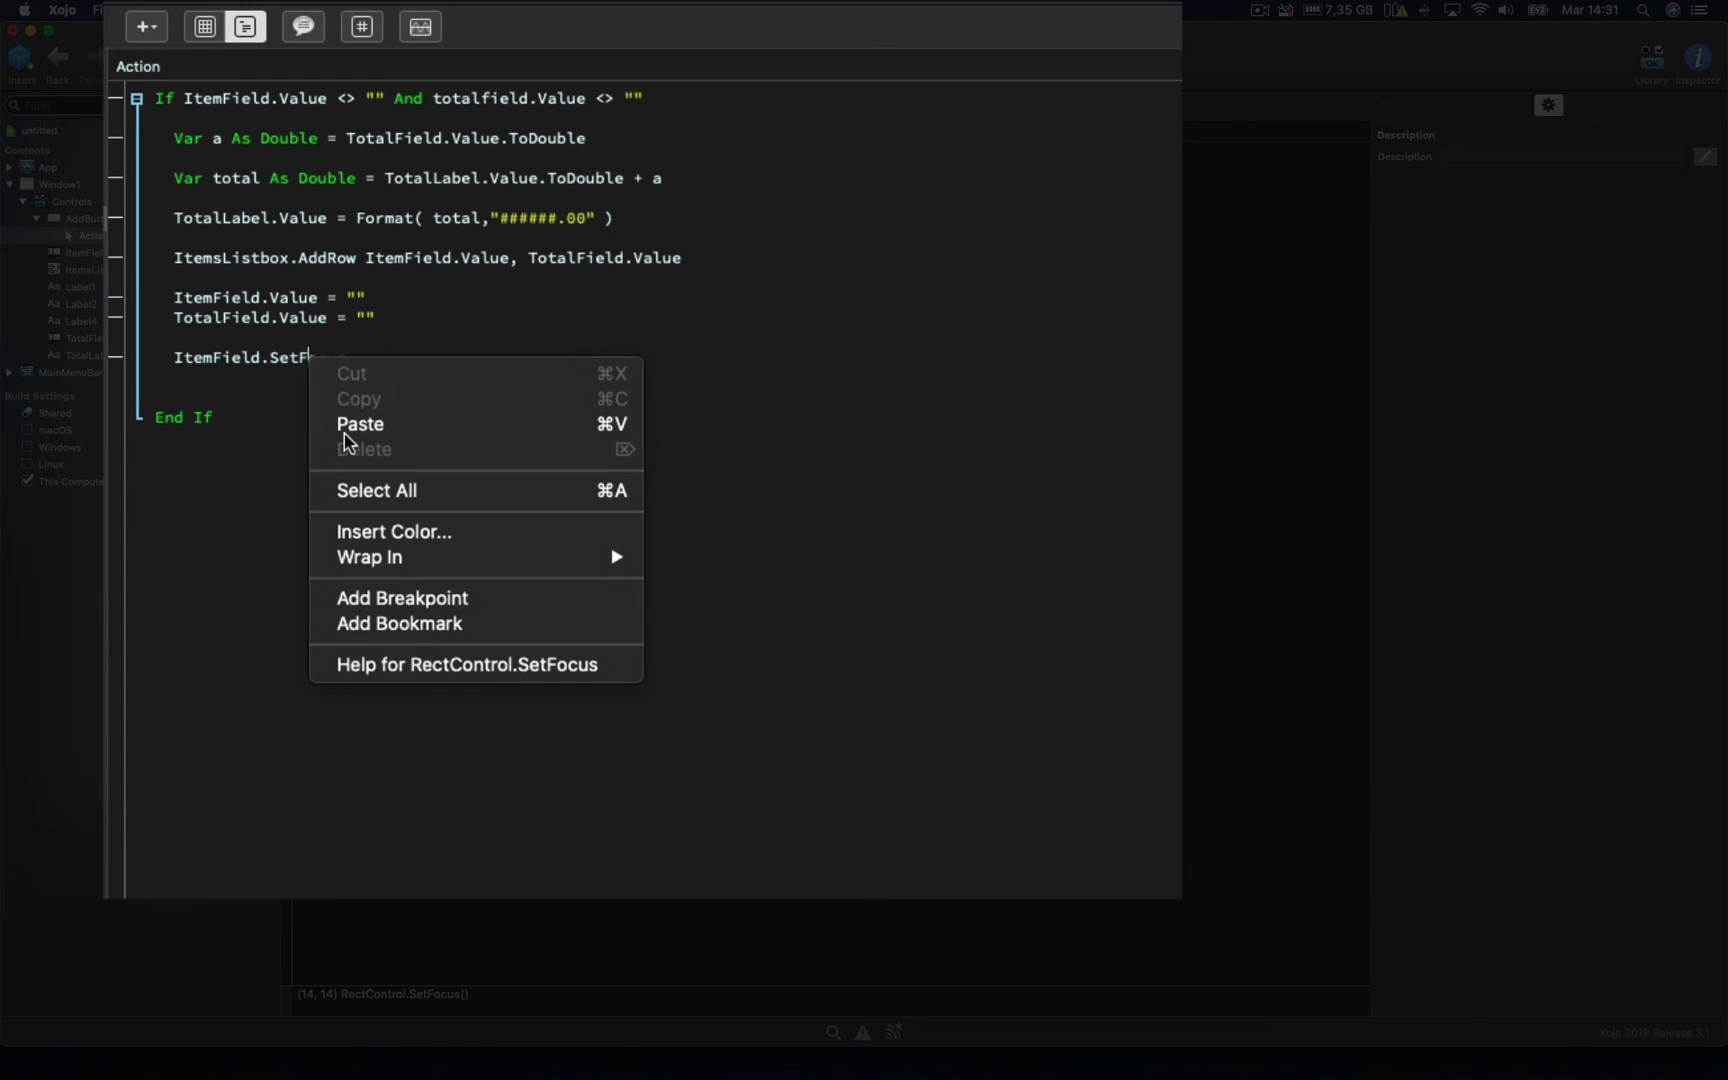 Xojo
7,35 GB
Mar 14:31
Insert
Back
Library
Inspector
Filter
Action
untitled
Contents
App
Window1
Controls
Actio
Label1
Label2
Label4
MainMenuBar
Build Settings
Shared
macOS
Windows
Linux
This Compute
If ItemField.Value <> "" And totalfield.Value <> ""
Var a As Double = TotalField.Value.ToDouble
Var total As Double = TotalLabel.Value.ToDouble + a
TotalLabel.Value = Format( total,"######.00" )
ItemsListbox.AddRow ItemField.Value, TotalField.Value
ItemField.Value = ""
TotalField.Value = ""
ItemField.SetF
End If
Cut ⌘X
Copy ⌘C
Paste ⌘V
Delete ⌦
Select All ⌘A
Insert Color...
Wrap In
Add Breakpoint
Add Bookmark
Help for RectControl.SetFocus
Description
Description
(14, 14) RectControl.SetFocus()
Xojo 2019 Release 3.1